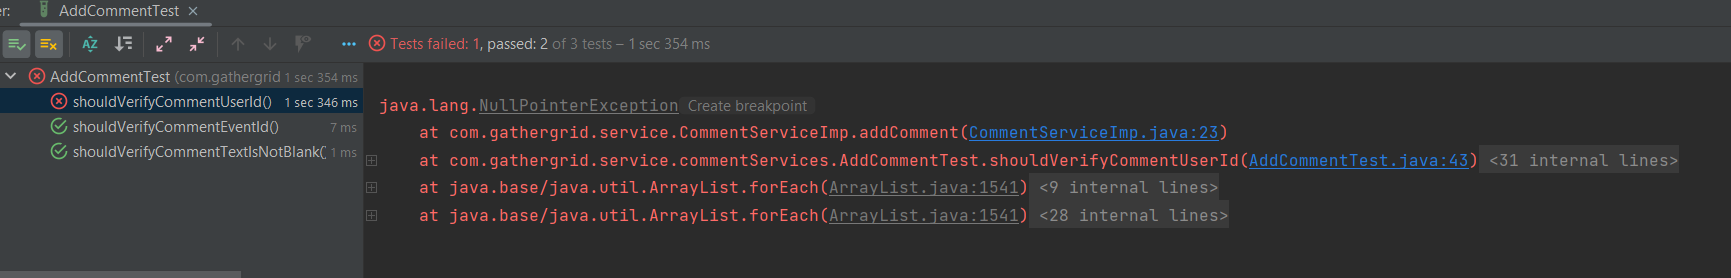 er:
AddCommentTest ×
Tests failed: 1, passed: 2 of 3 tests – 1 sec 354 ms
AddCommentTest (com.gathergrid 1 sec 354 ms
shouldVerifyCommentUserId() 1 sec 346 ms
shouldVerifyCommentEventId() 7 ms
shouldVerifyCommentTextIsNotBlank( 1 ms
java.lang.NullPointerException Create breakpoint
at com.gathergrid.service.CommentServiceImp.addComment(CommentServiceImp.java:23)
at com.gathergrid.service.commentServices.AddCommentTest.shouldVerifyCommentUserId(AddCommentTest.java:43) <31 internal lines>
at java.base/java.util.ArrayList.forEach(ArrayList.java:1541) <9 internal lines>
at java.base/java.util.ArrayList.forEach(ArrayList.java:1541) <28 internal lines>